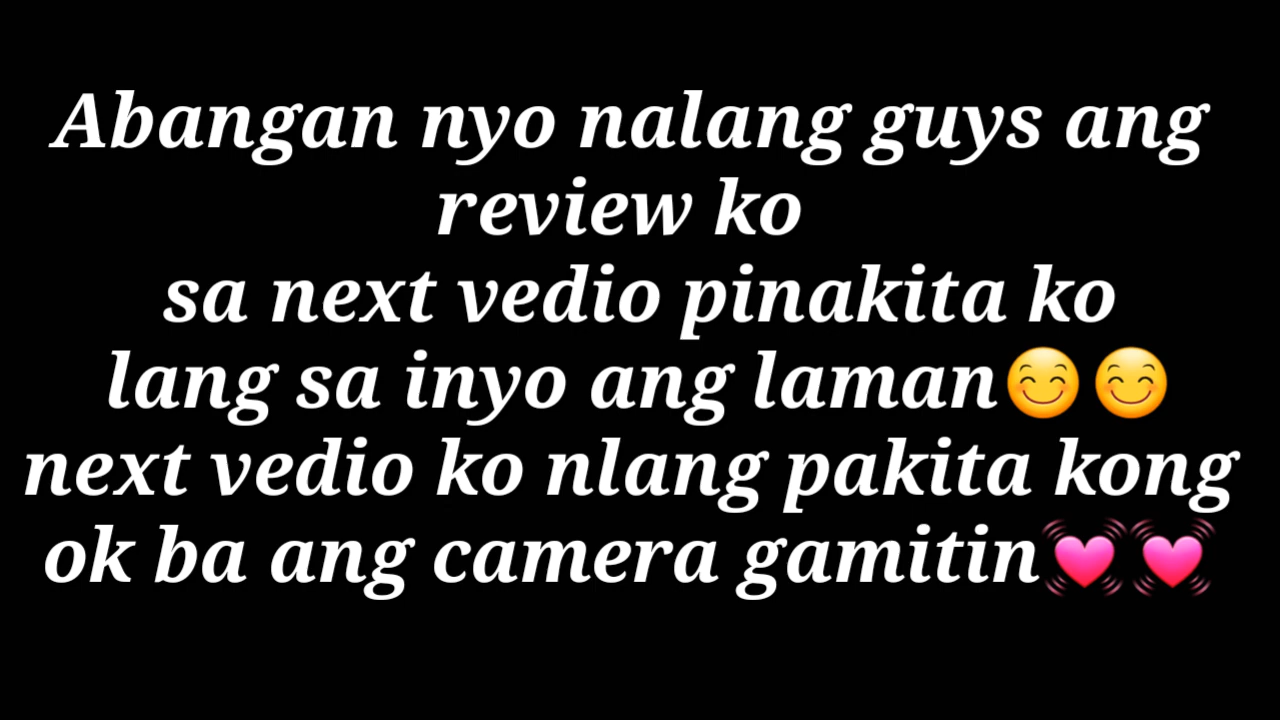 Abangan nyo nalang guys ang
review ko
sa next vedio pinakita ko
lang sa inyo ang laman😊😊
next vedio ko nlang pakita kong
ok ba ang camera gamitin💓💓